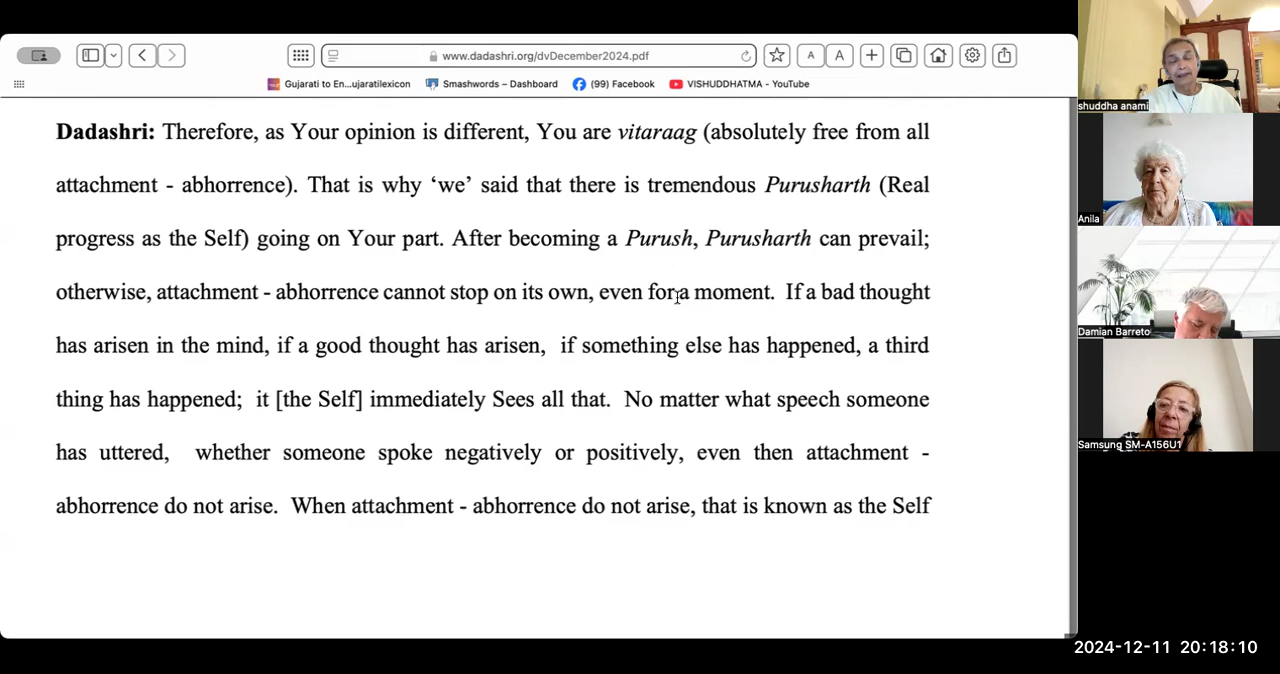 www.dadashri.org/dvDecember2024.pdf
A
A
Gujarati to En...ujaratilexicon
Smashwords – Dashboard
(99) Facebook
VISHUDDHATMA - YouTube
Dadashri: Therefore, as Your opinion is different, You are vitaraag (absolutely free from all
attachment - abhorrence). That is why ‘we’ said that there is tremendous Purusharth (Real
progress as the Self) going on Your part. After becoming a Purush, Purusharth can prevail;
otherwise, attachment - abhorrence cannot stop on its own, even for a moment. If a bad thought
has arisen in the mind, if a good thought has arisen, if something else has happened, a third
thing has happened; it [the Self] immediately Sees all that. No matter what speech someone
has uttered, whether someone spoke negatively or positively, even then attachment -
abhorrence do not arise. When attachment - abhorrence do not arise, that is known as the Self
shuddha anami
Anila
Damian Barreto
Samsung SM-A156U1
2024-12-11 20:18:10